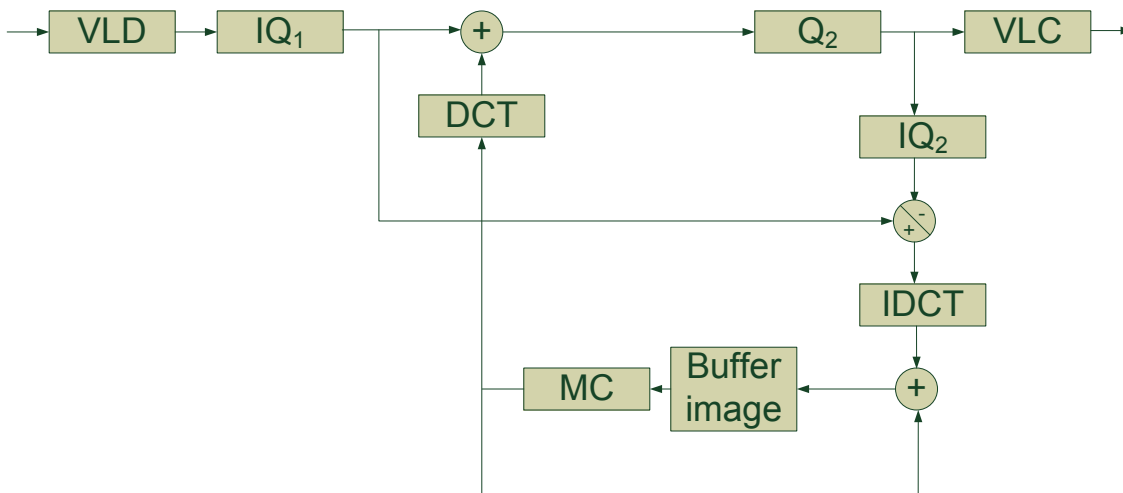 VLD
IQ₁
+
Q₂
VLC
DCT
IQ₂
-
+
IDCT
MC
Buffer
image
+